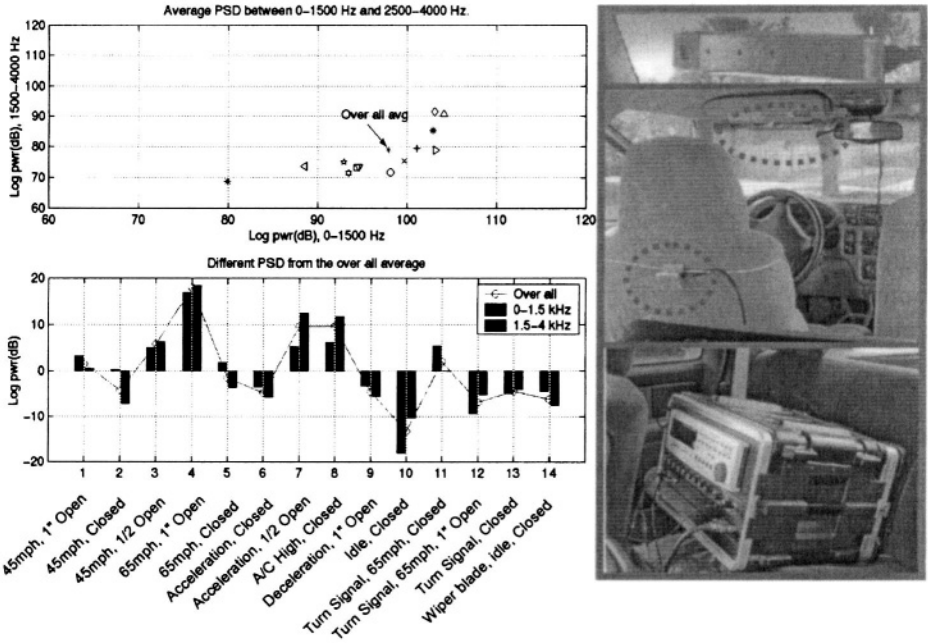 Average PSD between 0-1500 Hz and 2500-4000 Hz.
Log pwr(dB), 1500-4000 Hz
120
110
100
90
80
70
60
Over all avg
60 70 80 90 100 110 120
Log pwr(dB), 0-1500 Hz
Different PSD from the over all average
Log pwr(dB)
20
10
0
-10
-20
Over all
0-1.5 kHz
1.5-4 kHz
1 2 3 4 5 6 7 8 9 10 11 12 13 14
45mph, 1" Open
45mph, Closed
45mph, 1/2 Open
65mph, 1" Open
65mph, Closed
Acceleration, Closed
Acceleration, 1/2 Open
A/C High, Closed
Deceleration, 1" Open
Idle, Closed
Turn Signal, 65mph, Closed
Turn Signal, 65mph, 1" Open
Turn Signal, Closed
Wiper blade, idle, Closed